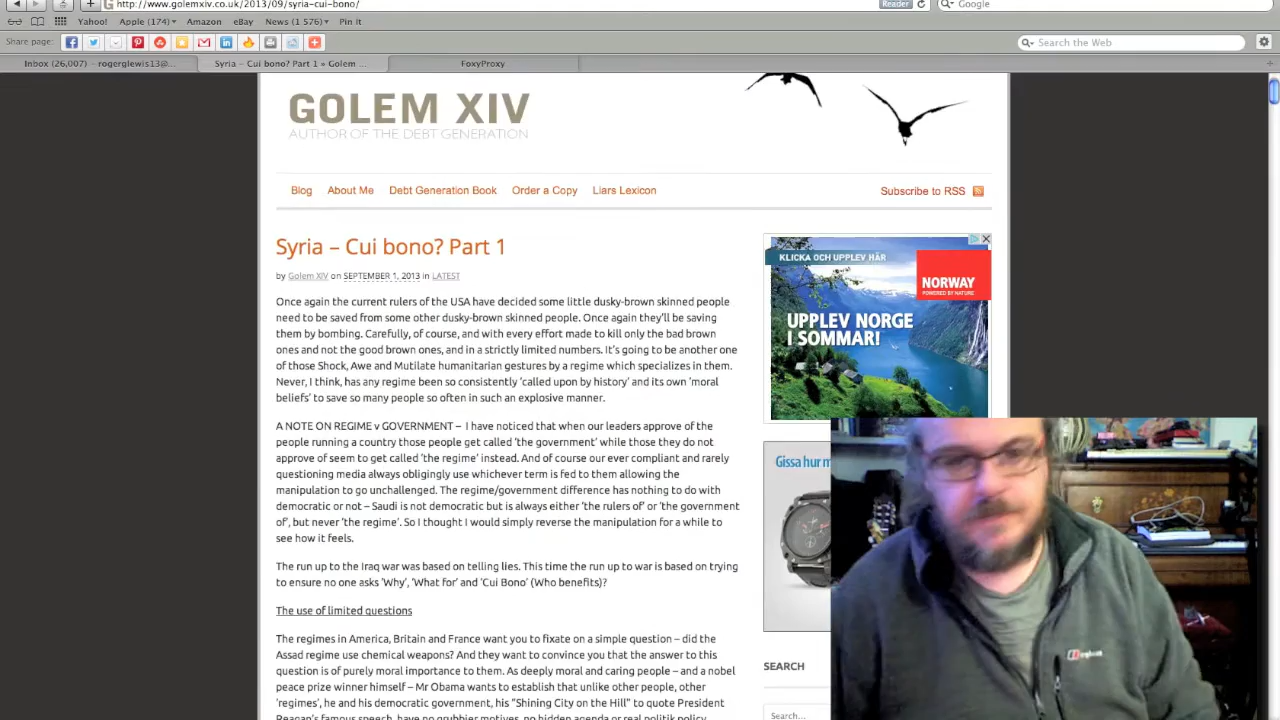 http://www.golemxiv.co.uk/2013/09/syria-cui-bono/
Reader
Google
Yahoo! Apple (174) Amazon eBay News (1 576) Pin It
Share page:
Search the Web
Inbox (26,007) – rogerlewis13@...
Syria – Cui bono? Part 1 » Golem ...
FoxyProxy
GOLEM XIV
AUTHOR OF THE DEBT GENERATION
Blog About Me Debt Generation Book Order a Copy Liars Lexicon
Subscribe to RSS
Syria – Cui bono? Part 1
by Golem XIV on SEPTEMBER 1, 2013 in LATEST
Once again the current rulers of the USA have decided some little dusky-brown skinned people
need to be saved from some other dusky-brown skinned people. Once again they'll be saving
them by bombing. Carefully, of course, and with every effort made to kill only the bad brown
ones and not the good brown ones, and in a strictly limited numbers. It's going to be another one
of those Shock, Awe and Mutilate humanitarian gestures by a regime which specializes in them.
Never, I think, has any regime been so consistently 'called upon by history' and its own 'moral
beliefs' to save so many people so often in such an explosive manner.
A NOTE ON REGIME v GOVERNMENT – I have noticed that when our leaders approve of the
people running a country those people get called 'the government' while those they do not
approve of seem to get called 'the regime' instead. And of course our ever compliant and rarely
questioning media always obligingly use whichever term is fed to them allowing the
manipulation to go unchallenged. The regime/government difference has nothing to do with
democratic or not – Saudi is not democratic but is always either 'the rulers of' or 'the government
of', but never 'the regime'. So I thought I would simply reverse the manipulation for a while to
see how it feels.
The run up to the Iraq war was based on telling lies. This time the run up to war is based on trying
to ensure no one asks 'Why', 'What for' and 'Cui Bono' (Who benefits)?
The use of limited questions
The regimes in America, Britain and France want you to fixate on a simple question – did the
Assad regime use chemical weapons? And they want to convince you that the answer to this
question is of purely moral importance to them. As deeply moral and caring people – and a nobel
peace prize winner himself – Mr Obama wants to establish that unlike other people, other
'regimes', he and his democratic government, his "Shining City on the Hill" to quote President
Reagan's famous speech, have no grubbier motives, no hidden agenda or real politik policy
KLICKA OCH UPPLEV HÄR
NORWAY
POWERED BY NATURE
UPPLEV NORGE
I SOMMAR!
Gissa hur m
SEARCH
Search...